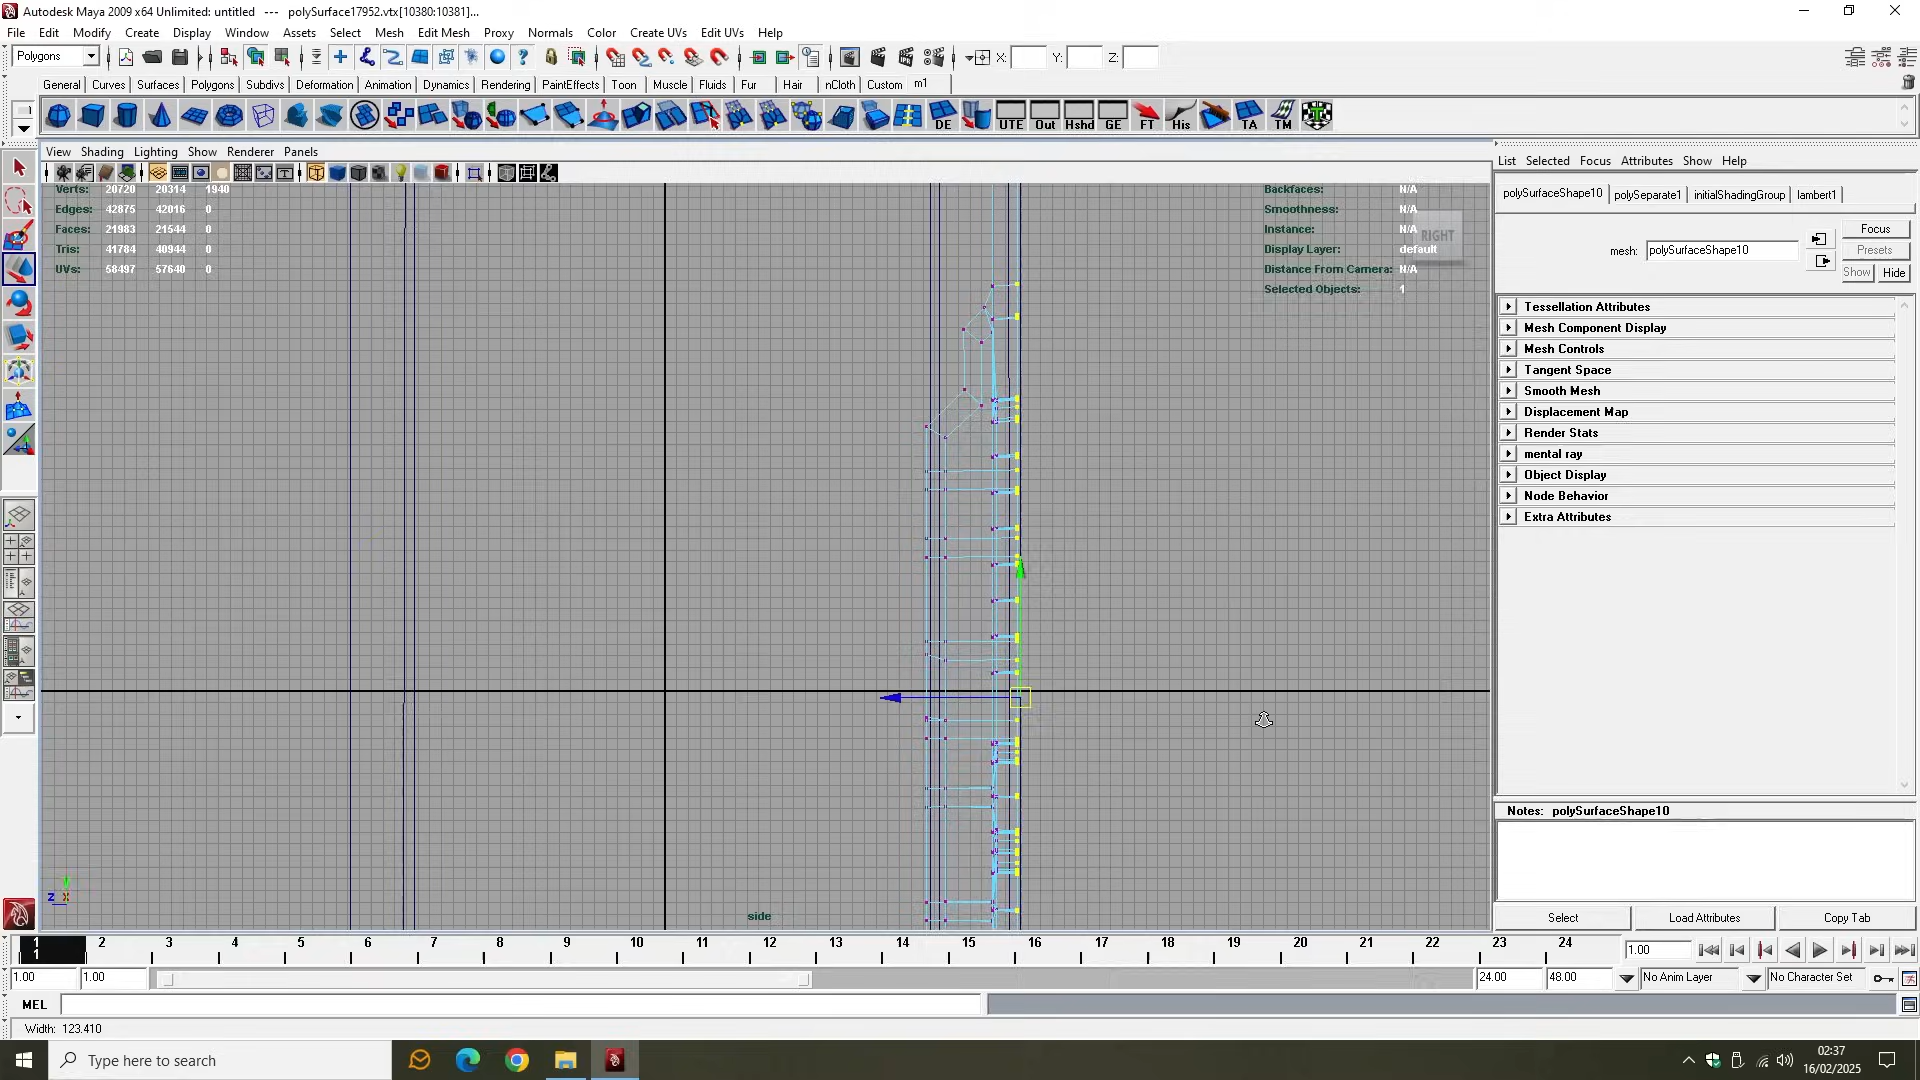 Autodesk Maya 2009 x64 Unlimited: untitled   ---   polySurface17952.vtx[10380:10381]...
File Edit Modify Create Display Window Assets Select Mesh Edit Mesh Proxy Normals Color Create UVs Edit UVs Help
Polygons X: Y: Z:
General Curves Surfaces Polygons Subdivs Deformation Animation Dynamics Rendering PaintEffects Toon Muscle Fluids Fur Hair nCloth Custom m1
DE UTE Out Hshd GE FT His TA TM
View Shading Lighting Show Renderer Panels
List Selected Focus Attributes Show Help
Verts: 20720 20314 1940
Edges: 42875 42016 0
Faces: 21983 21544 0
Tris: 41784 40944 0
UVs: 58497 57640 0
Backfaces: N/A
Smoothness: N/A
Instance: N/A
Display Layer: default
Distance From Camera: N/A
Selected Objects: 1
RIGHT
polySurfaceShape10 polySeparate1 initialShadingGroup lambert1
mesh: polySurfaceShape10
Focus
Presets
Show Hide
Tessellation Attributes
Mesh Component Display
Mesh Controls
Tangent Space
Smooth Mesh
Displacement Map
Render Stats
mental ray
Object Display
Node Behavior
Extra Attributes
Notes: polySurfaceShape10
Select Load Attributes Copy Tab
y
z x
side
1 2 3 4 5 6 7 8 9 10 11 12 13 14 15 16 17 18 19 20 21 22 23 24
1
1.00
1.00 1.00 24.00 48.00 No Anim Layer No Character Set
MEL
Width: 123.410
Type here to search
02:37
16/02/2025